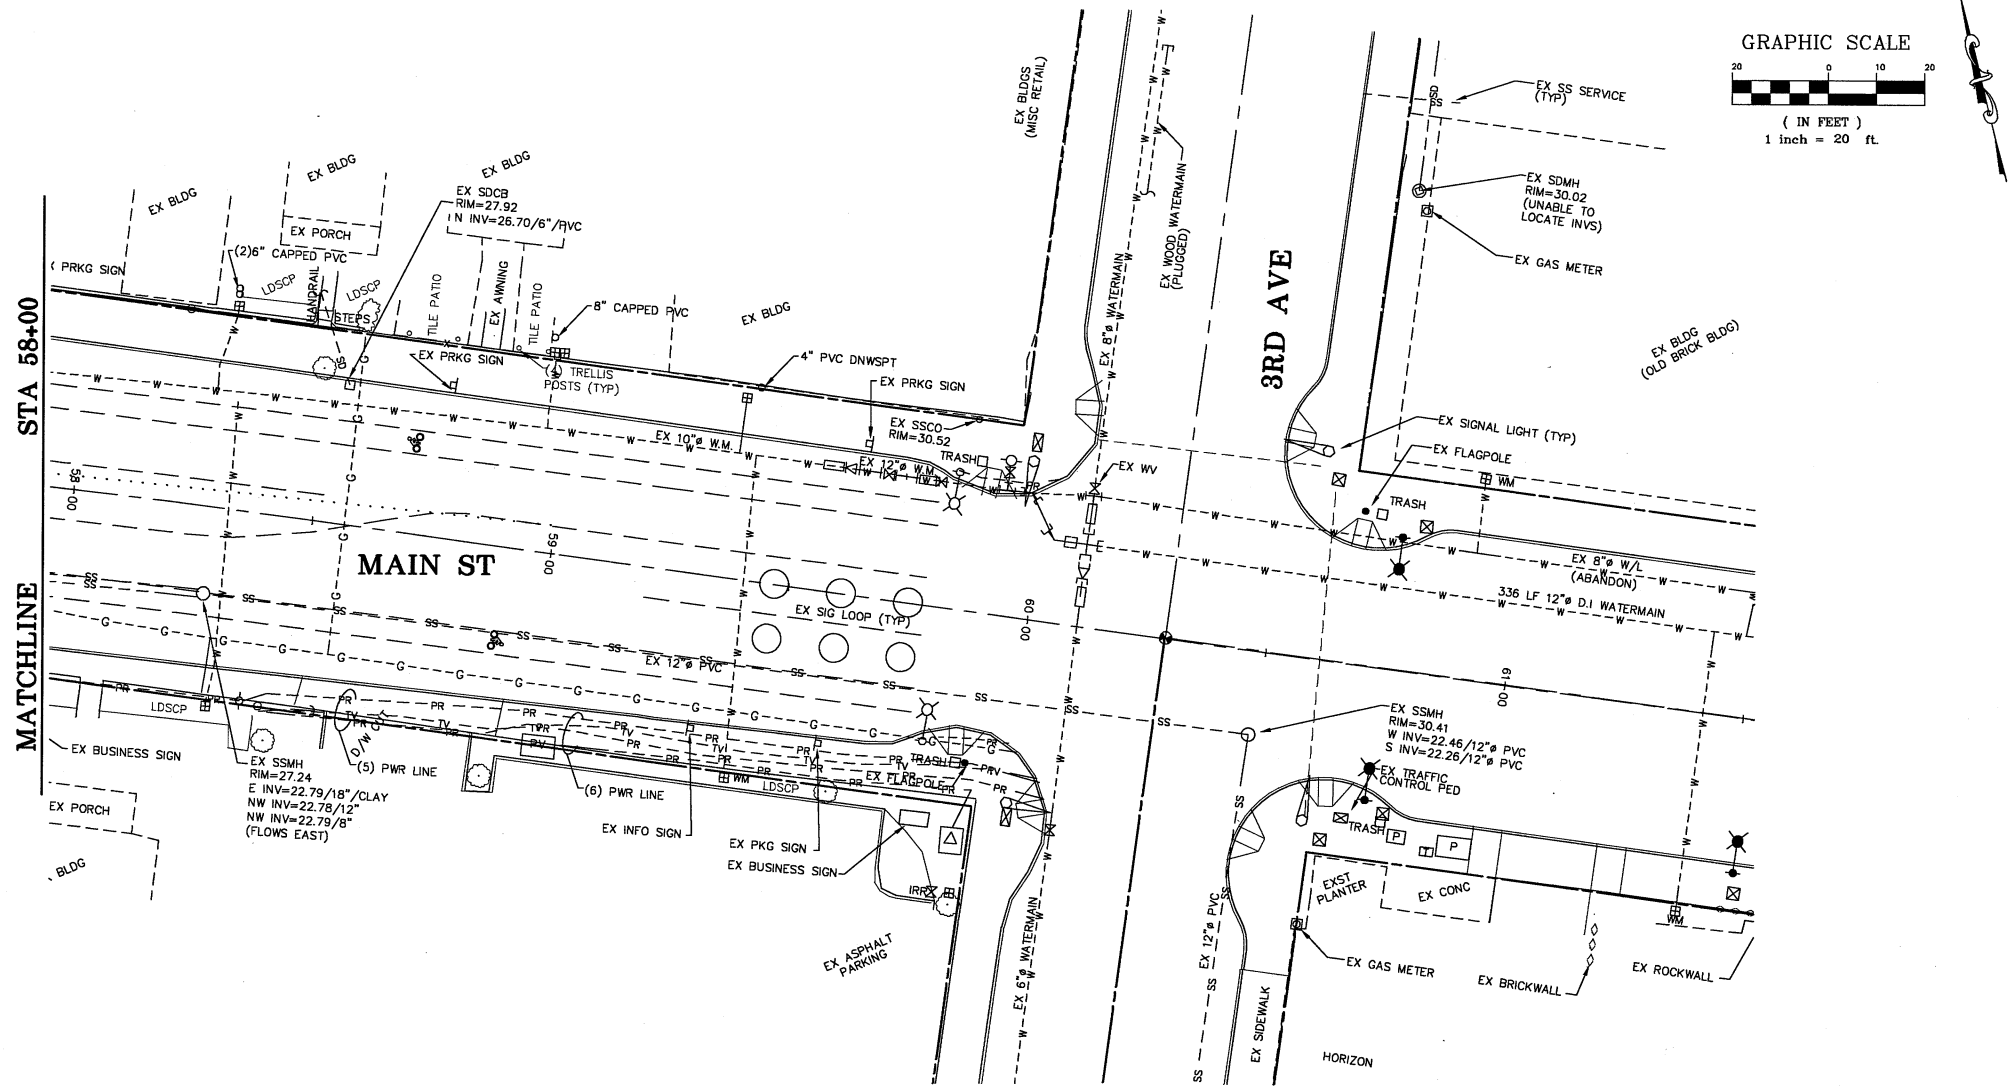 GRAPHIC SCALE
20 0 10 20
( IN FEET )
1 inch = 20 ft.
EX BLDGS
(MISC RETAIL)
EX SS SERVICE
(TYP)
SD
SS
EX SDMH
RIM=30.02
(UNABLE TO
LOCATE INVS)
EX GAS METER
EX WOOD WATERMAIN
(PLUGGED)
EX 8"ø WATERMAIN
3RD AVE
EX BLDG
(OLD BRICK BLDG)
EX BLDG
EX BLDG
EX BLDG
EX PORCH
EX SDCB
RIM=27.92
N INV=26.70/6"/PVC
(2)6" CAPPED PVC
PRKG SIGN
LDSCP
HANDRAIL
LDSCP
STEPS
SD
TILE PATIO
EX AWNING
TILE PATIO
8" CAPPED PVC
EX BLDG
EX PRKG SIGN
(4) TRELLIS
POSTS (TYP)
4" PVC DNWSPT
EX PRKG SIGN
EX SSCO
RIM=30.52
TRASH
EX 10"ø W.M.
EX 12"ø W.M.
EX WV
EX SIGNAL LIGHT (TYP)
EX FLAGPOLE
TRASH
WM
EX 8"ø W/L
(ABANDON)
336 LF 12"ø D.I WATERMAIN
STA 58+00
MATCHLINE
58+00
59+00
60+00
61+00
MAIN ST
EX SIG LOOP (TYP)
EX 12"ø PVC
EX SSMH
RIM=30.41
W INV=22.46/12"ø PVC
S INV=22.26/12"ø PVC
EX TRAFFIC
CONTROL PED
TRASH
P
T
P
LDSCP
EX BUSINESS SIGN
EX SSMH
RIM=27.24
E INV=22.79/18"/CLAY
NW INV=22.78/12"
NW INV=22.79/8"
(FLOWS EAST)
D/W CUT
(5) PWR LINE
PV
(6) PWR LINE
EX INFO SIGN
WM
LDSCP
EX PKG SIGN
EX BUSINESS SIGN
TRASH
EX FLAGPOLE
IRR
EX ASPHALT
PARKING
EX PORCH
BLDG
EX 6"ø WATERMAIN
EX 12"ø PVC
EX SIDEWALK
HORIZON
EXST
PLANTER
EX CONC
EX GAS METER
EX BRICKWALL
EX ROCKWALL
WM